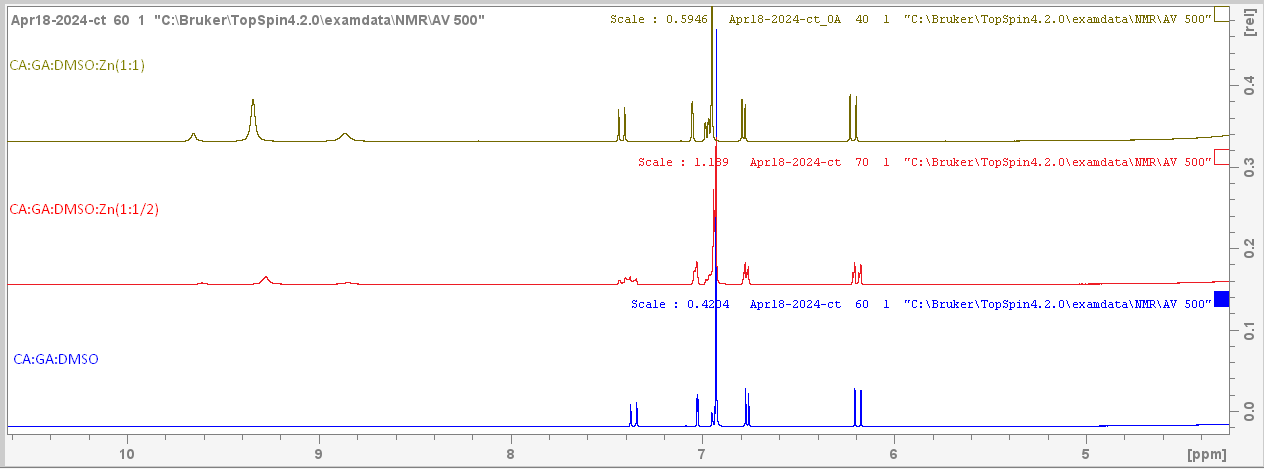 Apr18-2024-ct 60 1 "C:\Bruker\TopSpin4.2.0\examdata\NMR\AV 500"
Scale : 0.5946 Apr18-2024-ct_0A 40 1 "C:\Bruker\TopSpin4.2.0\examdata\NMR\AV 500"
[rel]
CA:GA:DMSO:Zn(1:1)
0.4
Scale : 1.189 Apr18-2024-ct 70 1 "C:\Bruker\TopSpin4.2.0\examdata\NMR\AV 500"
0.3
CA:GA:DMSO:Zn(1:1/2)
0.2
Scale : 0.4204 Apr18-2024-ct 60 1 "C:\Bruker\TopSpin4.2.0\examdata\NMR\AV 500"
0.1
CA:GA:DMSO
0.0
10 9 8 7 6 5 [ppm]